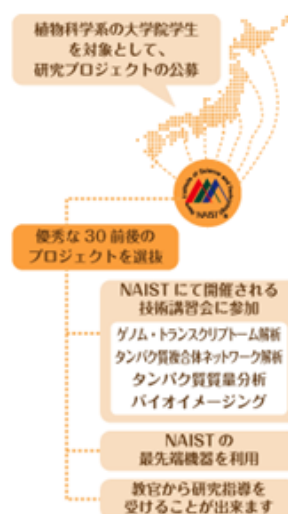 植物科学系の大学院学生
を対象として、
研究プロジェクトの公募
NAIST
優秀な30前後の
プロジェクトを選抜
NAISTにて開催される
技術講習会に参加
ゲノム・トランスクリプトーム解析
タンパク質複合体ネットワーク解析
タンパク質質量分析
バイオイメージング
NAISTの
最先端機器を利用
教官から研究指導を
受けることが出来ます